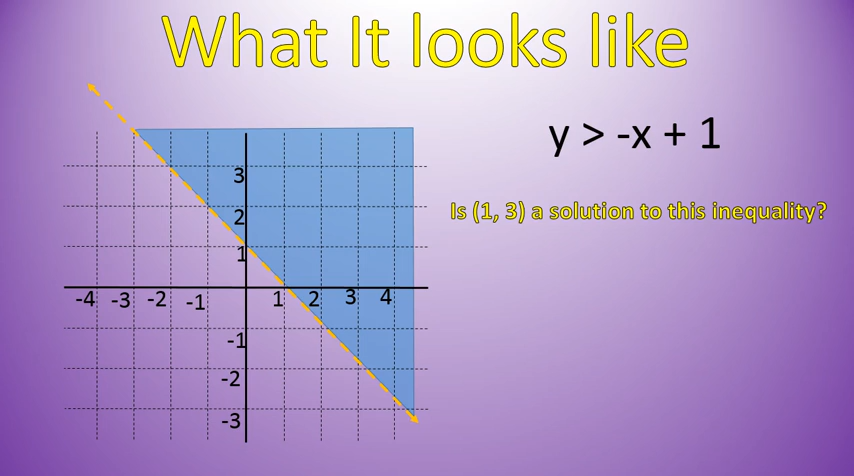 What It looks like
y > -x + 1
Is (1, 3) a solution to this inequality?
3
2
1
-4 -3 -2 -1 1 2 3 4
-1
-2
-3